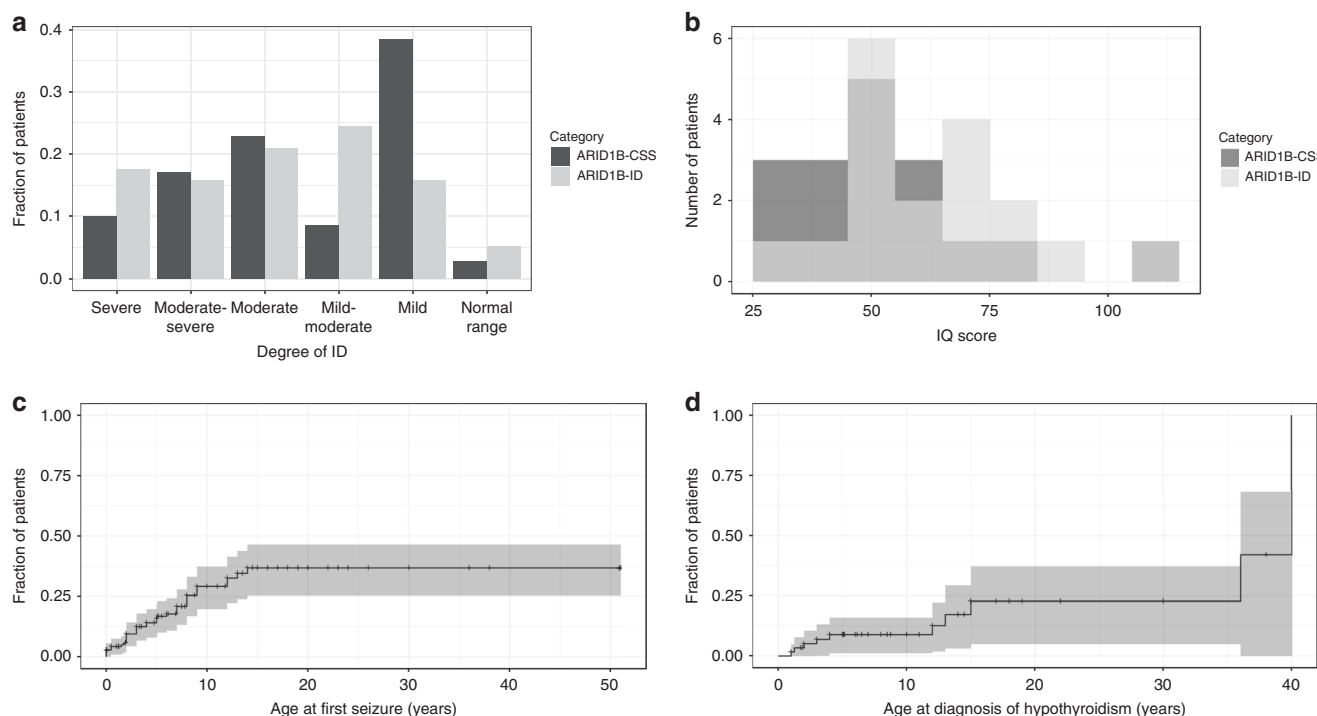 a
0.4
0.3
0.2
0.1
0.0
Fraction of patients
Severe
Moderate-
severe
Moderate
Mild-
moderate
Mild
Normal
range
Degree of ID
Category
ARID1B-CSS
ARID1B-ID
b
6
4
2
0
Number of patients
25
50
75
100
IQ score
Category
ARID1B-CS
ARID1B-ID
c
1.00
0.75
0.50
0.25
0.00
Fraction of patients
0
10
20
30
40
50
Age at first seizure (years)
d
1.00
0.75
0.50
0.25
0.00
Fraction of patients
0
10
20
30
40
Age at diagnosis of hypothyroidism (years)